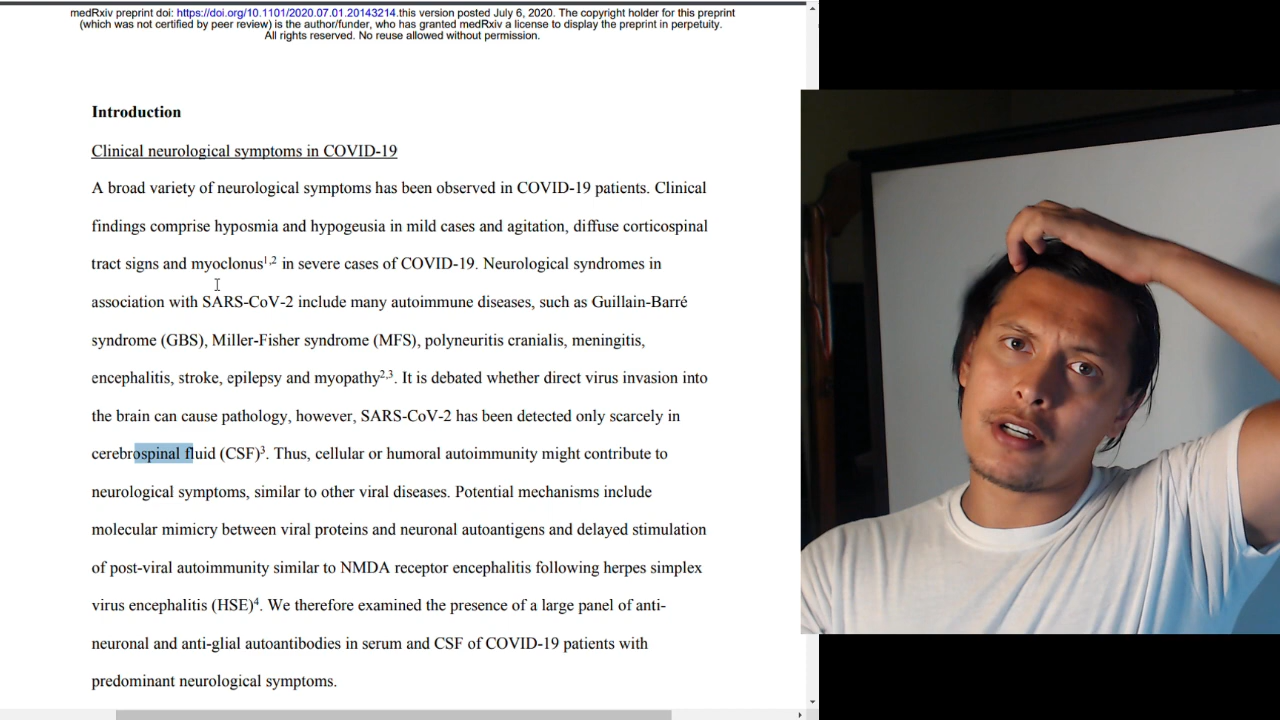 medRxiv preprint doi: https://doi.org/10.1101/2020.07.01.20143214.this version posted July 6, 2020. The copyright holder for this preprint
(which was not certified by peer review) is the author/funder, who has granted medRxiv a license to display the preprint in perpetuity.
All rights reserved. No reuse allowed without permission.
Introduction
Clinical neurological symptoms in COVID-19
A broad variety of neurological symptoms has been observed in COVID-19 patients. Clinical
findings comprise hyposmia and hypogeusia in mild cases and agitation, diffuse corticospinal
tract signs and myoclonus1,2 in severe cases of COVID-19. Neurological syndromes in
association with SARS-CoV-2 include many autoimmune diseases, such as Guillain-Barré
syndrome (GBS), Miller-Fisher syndrome (MFS), polyneuritis cranialis, meningitis,
encephalitis, stroke, epilepsy and myopathy2,3. It is debated whether direct virus invasion into
the brain can cause pathology, however, SARS-CoV-2 has been detected only scarcely in
cerebrospinal fluid (CSF)3. Thus, cellular or humoral autoimmunity might contribute to
neurological symptoms, similar to other viral diseases. Potential mechanisms include
molecular mimicry between viral proteins and neuronal autoantigens and delayed stimulation
of post-viral autoimmunity similar to NMDA receptor encephalitis following herpes simplex
virus encephalitis (HSE)4. We therefore examined the presence of a large panel of anti-
neuronal and anti-glial autoantibodies in serum and CSF of COVID-19 patients with
predominant neurological symptoms.